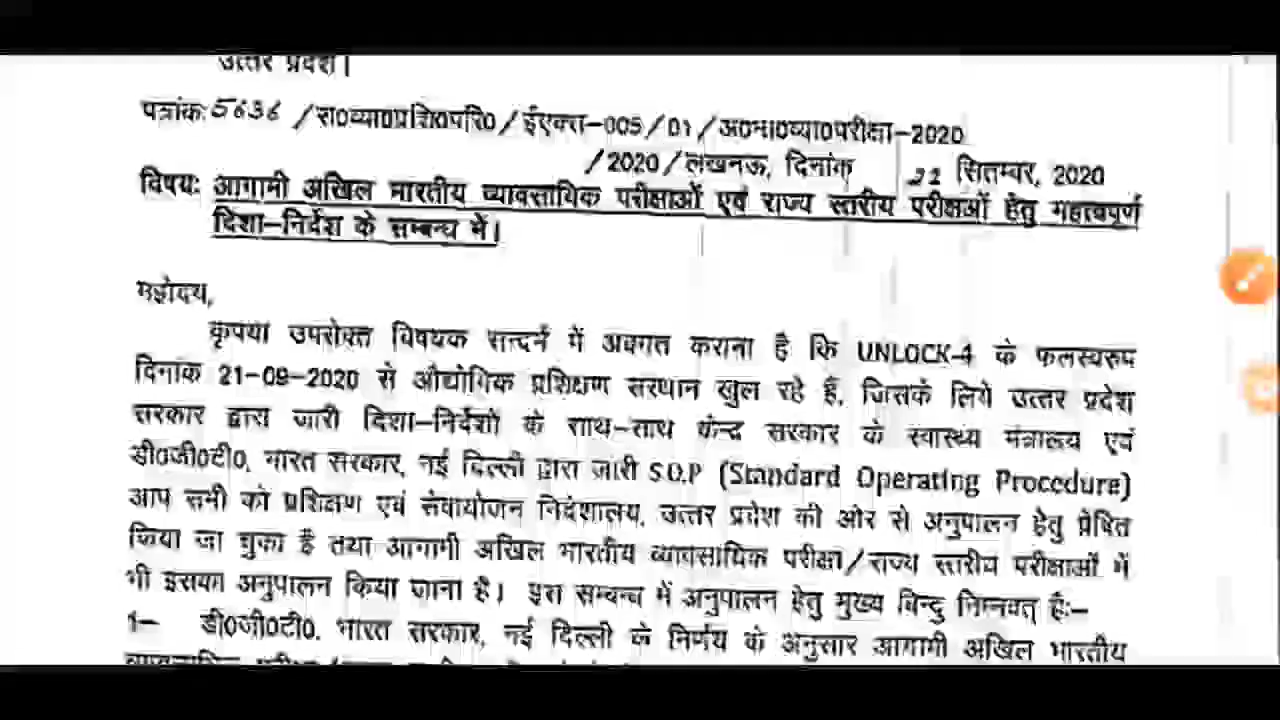 उत्तर प्रदेश।
पत्रांक: 5636 /रा0व्या0प्रशि0परि0/ईएक्स-005/01/अ0भा0व्या0परीक्षा-2020
/2020/लखनऊ, दिनांक 22 सितम्बर, 2020
विषय: आगामी अखिल भारतीय व्यावसायिक परीक्षाओं एवं राज्य स्तरीय परीक्षओं हेतु महत्वपूर्ण
दिशा-निर्देश के सम्बन्ध में।
महोदय,
कृपया उपरोक्त विषयक सन्दर्भ में अवगत कराना है कि UNLOCK-4 के फलस्वरुप
दिनांक 21-09-2020 से औद्योगिक प्रशिक्षण संस्थान खुल रहे हैं, जिसके लिये उत्तर प्रदेश
सरकार द्वारा जारी दिशा-निर्देशो के साथ-साथ केन्द्र सरकार के स्वास्थ्य मंत्रालय एवं
डी0जी0टी0, भारत सरकार, नई दिल्ली द्वारा जारी S.O.P (Standard Operating Procedure)
आप सभी को प्रशिक्षण एवं सेवायोजन निदेशालय, उत्तर प्रदेश की ओर से अनुपालन हेतु प्रेषित
किया जा चुका है तथा आगामी अखिल भारतीय व्यावसायिक परीक्षा/राज्य स्तरीय परीक्षाओं में
भी इसका अनुपालन किया जाना है। इस सम्बन्ध में अनुपालन हेतु मुख्य बिन्दु निम्नवत् है:-
1- डी0जी0टी0, भारत सरकार, नई दिल्ली के निर्णय के अनुसार आगामी अखिल भारतीय